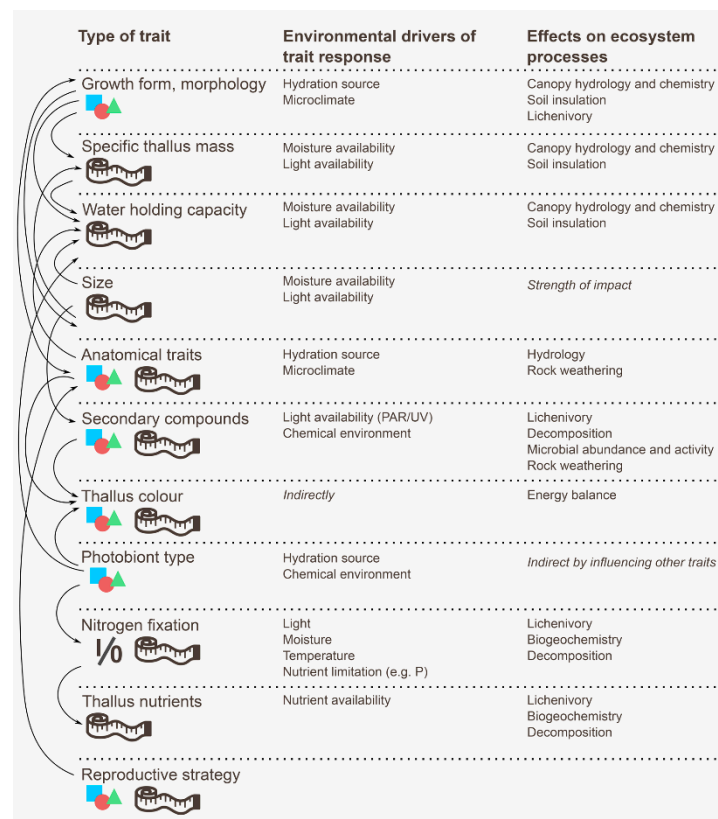 Type of trait
Environmental drivers of
trait response
Effects on ecosystem
processes
Growth form, morphology
Hydration source
Microclimate
Canopy hydrology and chemistry
Soil insulation
Lichenivory
Specific thallus mass
Moisture availability
Light availability
Canopy hydrology and chemistry
Soil insulation
Water holding capacity
Moisture availability
Light availability
Canopy hydrology and chemistry
Soil insulation
Size
Moisture availability
Light availability
Strength of impact
Anatomical traits
Hydration source
Microclimate
Hydrology
Rock weathering
Secondary compounds
Light availability (PAR/UV)
Chemical environment
Lichenivory
Decomposition
Microbial abundance and activity
Rock weathering
Thallus colour
Indirectly
Energy balance
Photobiont type
Hydration source
Chemical environment
Indirect by influencing other traits
Nitrogen fixation
1/0
Light
Moisture
Temperature
Nutrient limitation (e.g. P)
Lichenivory
Biogeochemistry
Decomposition
Thallus nutrients
Nutrient availability
Lichenivory
Biogeochemistry
Decomposition
Reproductive strategy